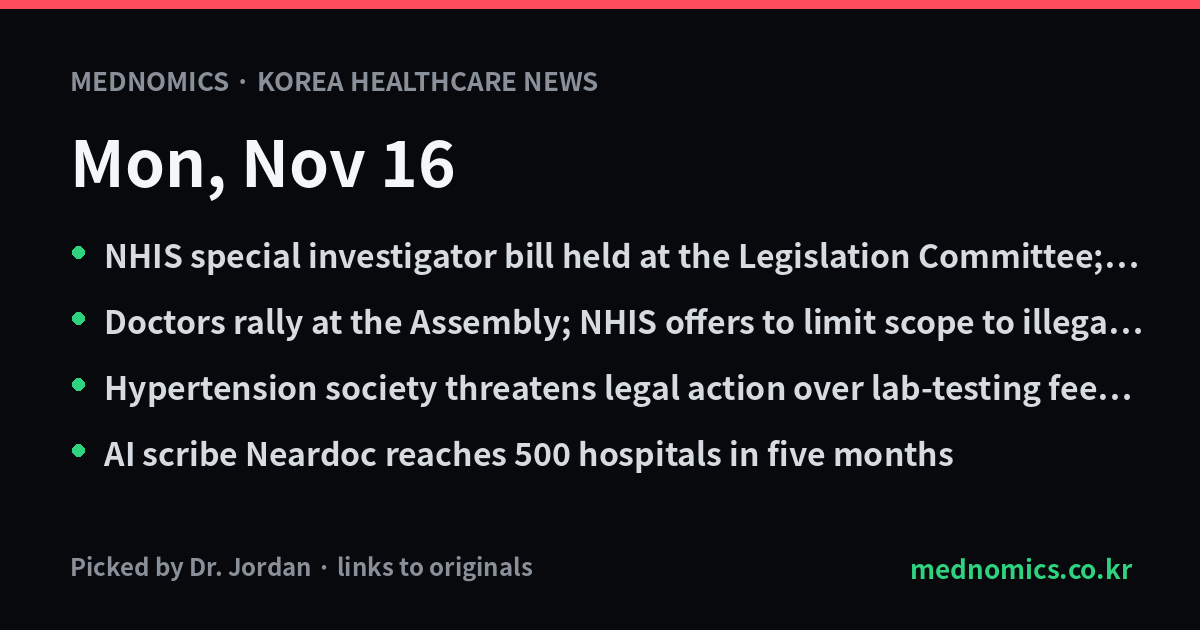 MEDNOMICS · KOREA HEALTHCARE NEWS
Mon, Nov 16
• NHIS special investigator bill held at the Legislation Committee;…
• Doctors rally at the Assembly; NHIS offers to limit scope to illega…
• Hypertension society threatens legal action over lab-testing fee…
• AI scribe Neardoc reaches 500 hospitals in five months
Picked by Dr. Jordan · links to originals
mednomics.co.kr